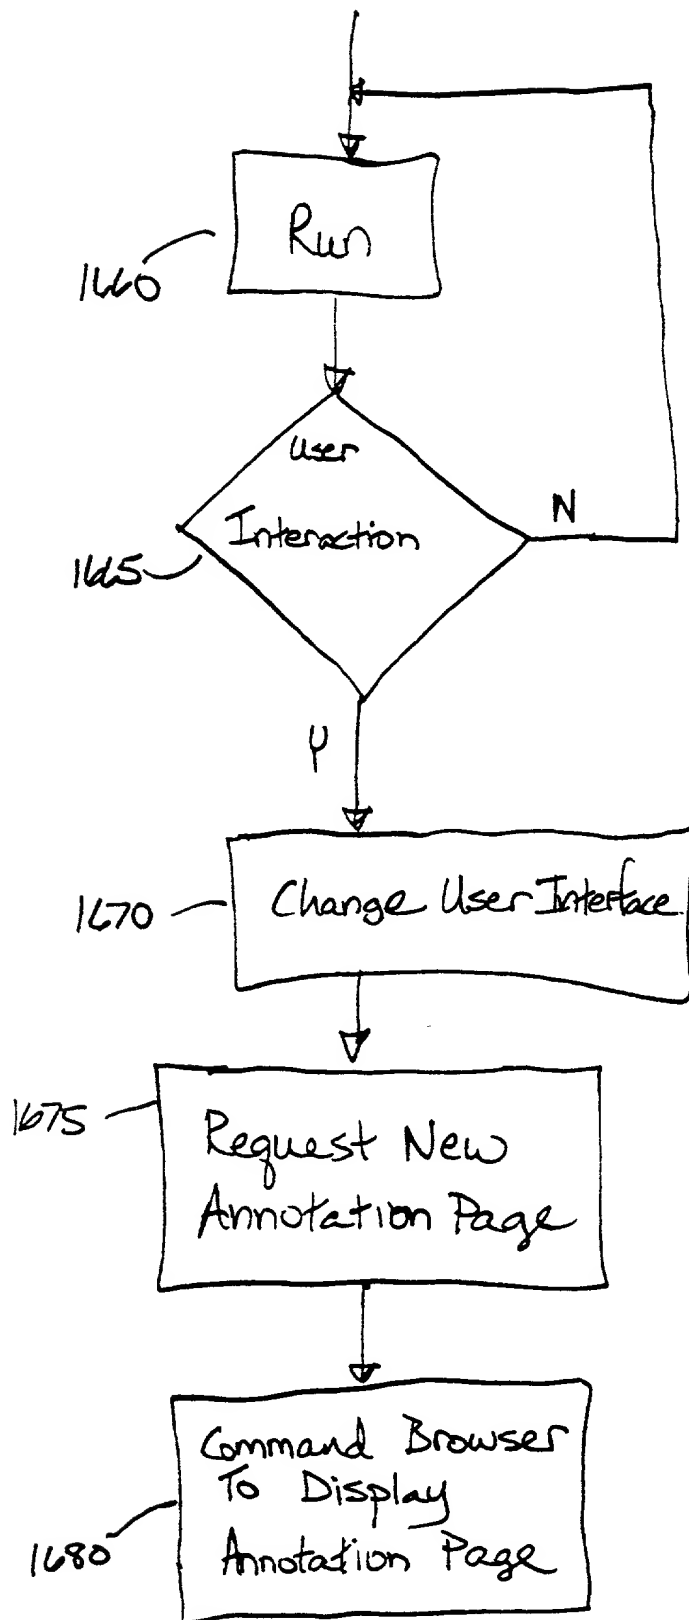 Run
1660
User
Interaction
N
1665
Y
Change User Interface
1670
1675
Request New
Annotation Page
Command Browser
To Display
Annotation Page
1680